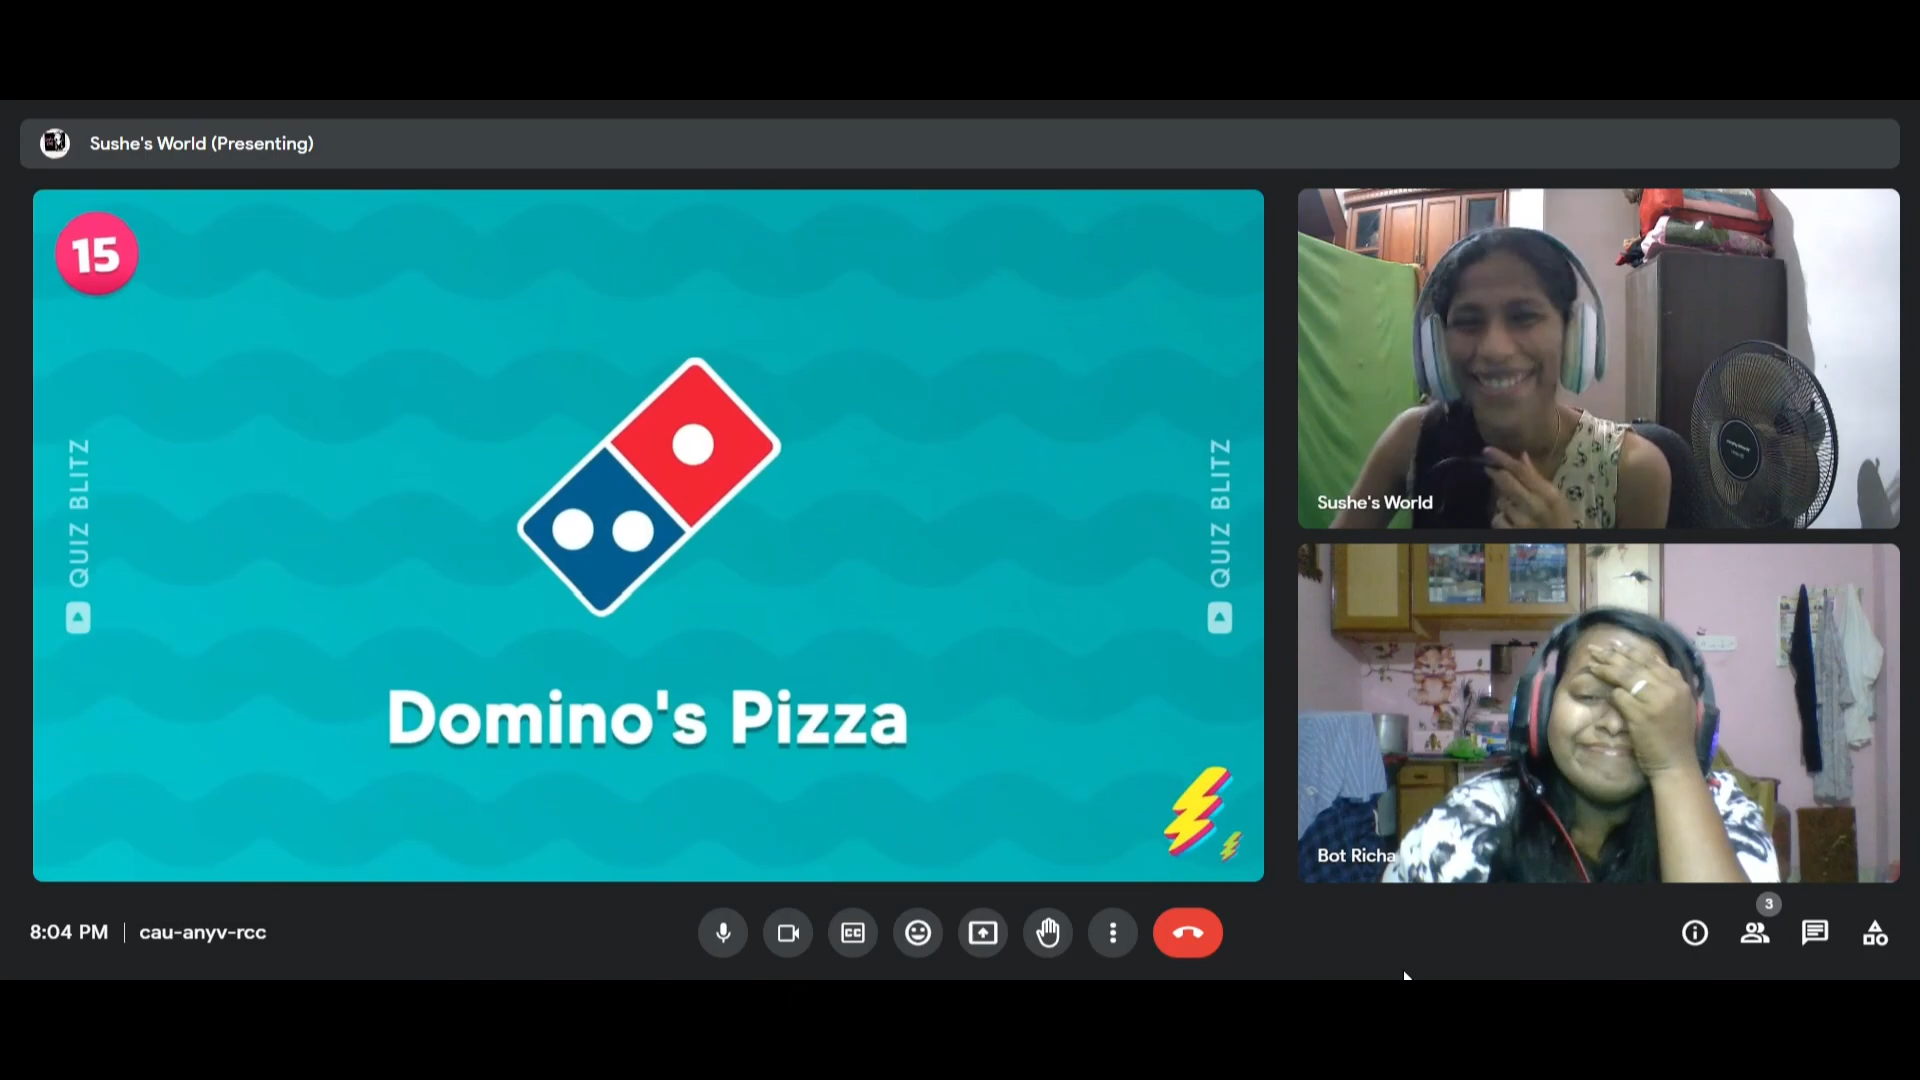 Sushe's World (Presenting)
15
QUIZ BLITZ
QUIZ BLITZ
Domino's Pizza
Sushe's World
Bot Richa
8:04 PM
cau-anyv-rcc
CC
3